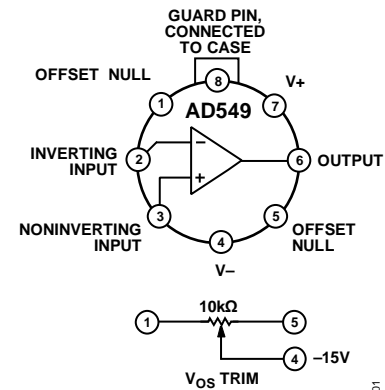 GUARD PIN,
CONNECTED
TO CASE
OFFSET NULL
8
V+
1
AD549
7
INVERTING
INPUT
2
–
6
OUTPUT
+
NONINVERTING
INPUT
3
5
OFFSET
NULL
4
V–
10kΩ
1
5
4
–15V
VOS TRIM